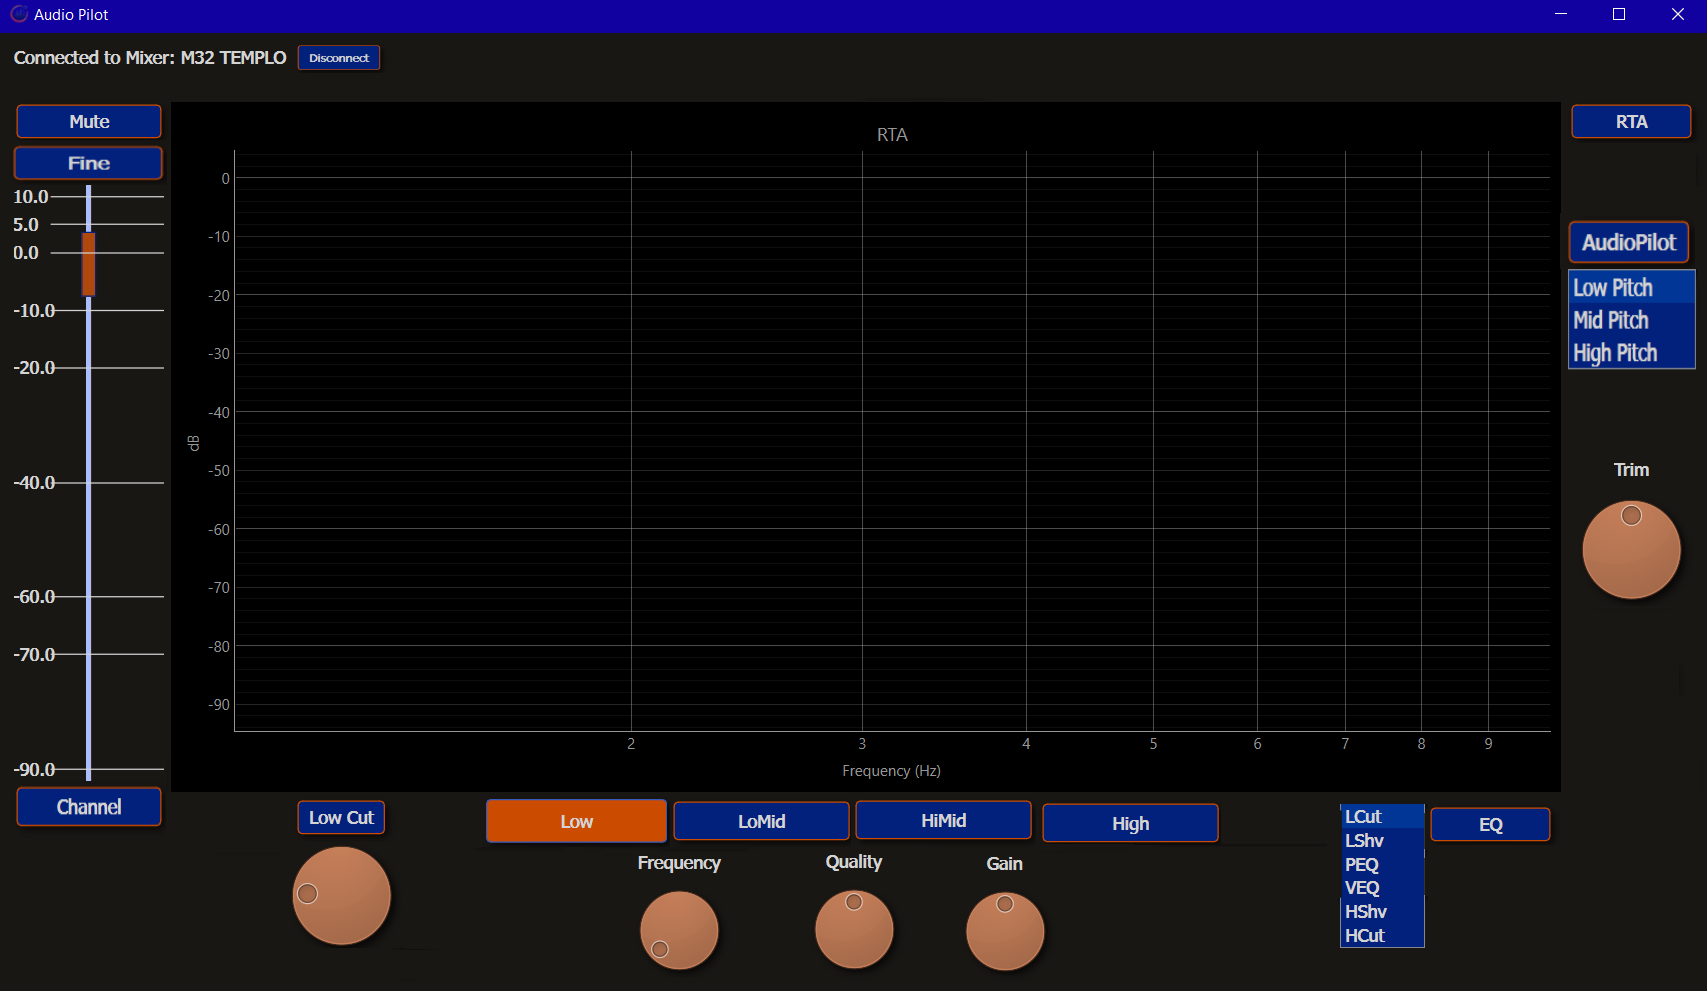 Audio Pilot
Connected to Mixer: M32 TEMPLO
Disconnect
Mute
Fine
10.0
5.0
0.0
-10.0
-20.0
-40.0
-60.0
-70.0
-90.0
Channel
RTA
0
-10
-20
-30
-40
-50
-60
-70
-80
-90
dB
2 3 4 5 6 7 8 9
Frequency (Hz)
RTA
AudioPilot
Low Pitch
Mid Pitch
High Pitch
Trim
Low Cut
Low
LoMid
HiMid
High
Frequency
Quality
Gain
LCut
LShv
PEQ
VEQ
HShv
HCut
EQ